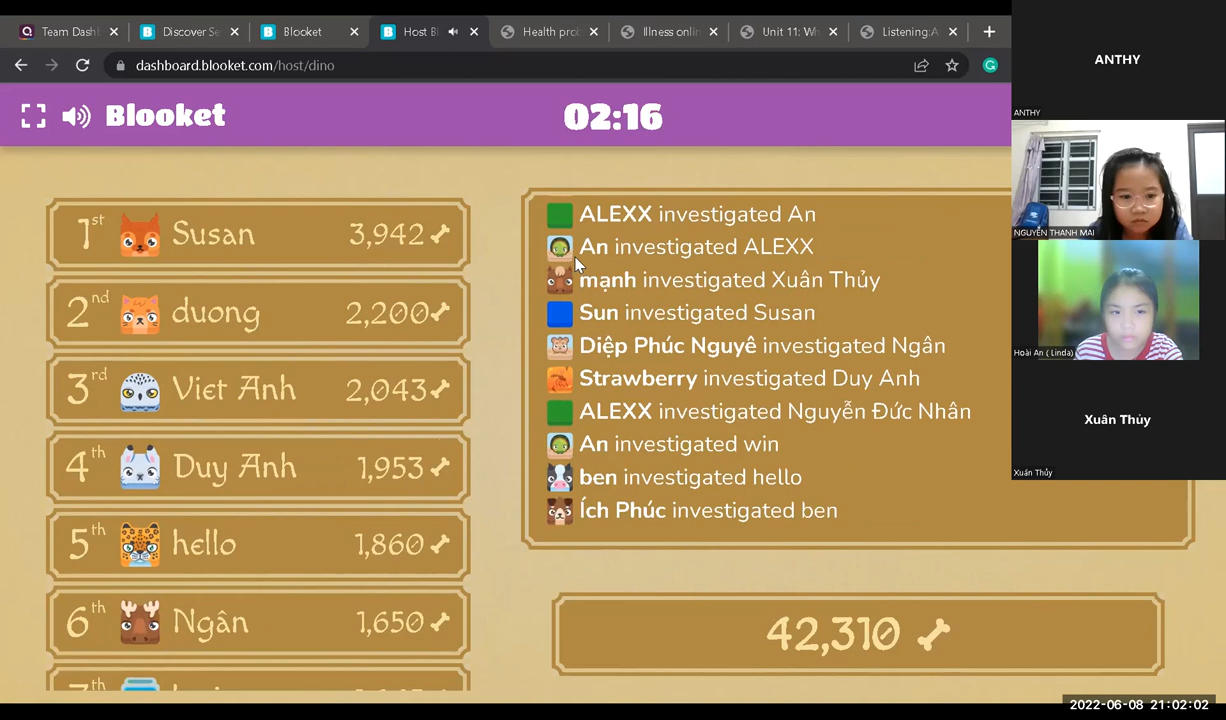 Team Dash
Discover Se
Blooket
Host Bl
Health pro
Illness onlin
Unit 11: Wh
Listening:A
dashboard.blooket.com/host/dino
Blooket
02:16
1st Susan 3,942
2nd duong 2,200
3rd Viet Anh 2,043
4th Duy Anh 1,953
5th hello 1,860
6th Ngân 1,650
ALEXX investigated An
An investigated ALEXX
mạnh investigated Xuân Thủy
Sun investigated Susan
Diệp Phúc Nguyê investigated Ngân
Strawberry investigated Duy Anh
ALEXX investigated Nguyễn Đức Nhân
An investigated win
ben investigated hello
Ích Phúc investigated ben
42,310
ANTHY
ANTHY
NGUYỄN THANH MAI
Hoài An ( Linda)
Xuân Thủy
Xuân Thủy
2022-06-08 21:02:02